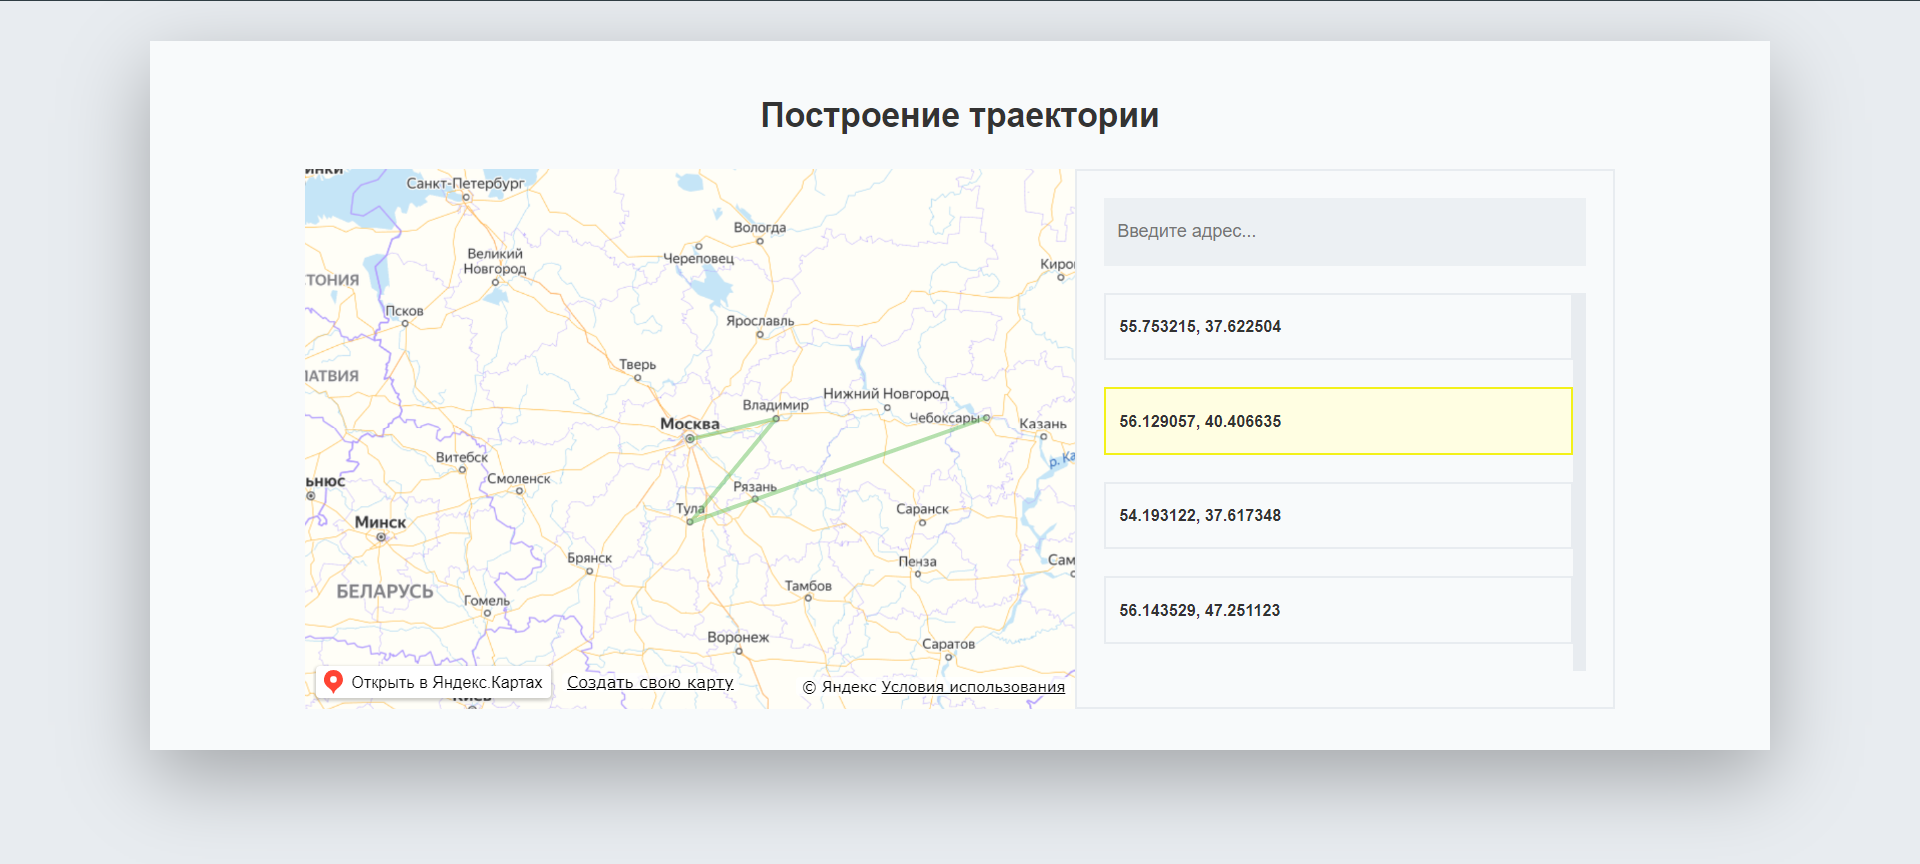 Построение траектории
инки
Санкт-Петербург
Вологда
Великий
Новгород
Череповец
Киро
ТОНИЯ
Псков
Ярославль
Тверь
АТВИЯ
Нижний Новгород
Владимир
Чебоксары
Москва
Казань
Витебск
р. Ка
ьнюс
Смоленск
Рязань
Тула
Саранск
Минск
Брянск
Пенза
Сам
БЕЛАРУСЬ
Тамбов
Гомель
Воронеж
Саратов
Открыть в Яндекс.Картах
Создать свою карту
© Яндекс Условия использования
Киев
Введите адрес...
55.753215, 37.622504
56.129057, 40.406635
54.193122, 37.617348
56.143529, 47.251123